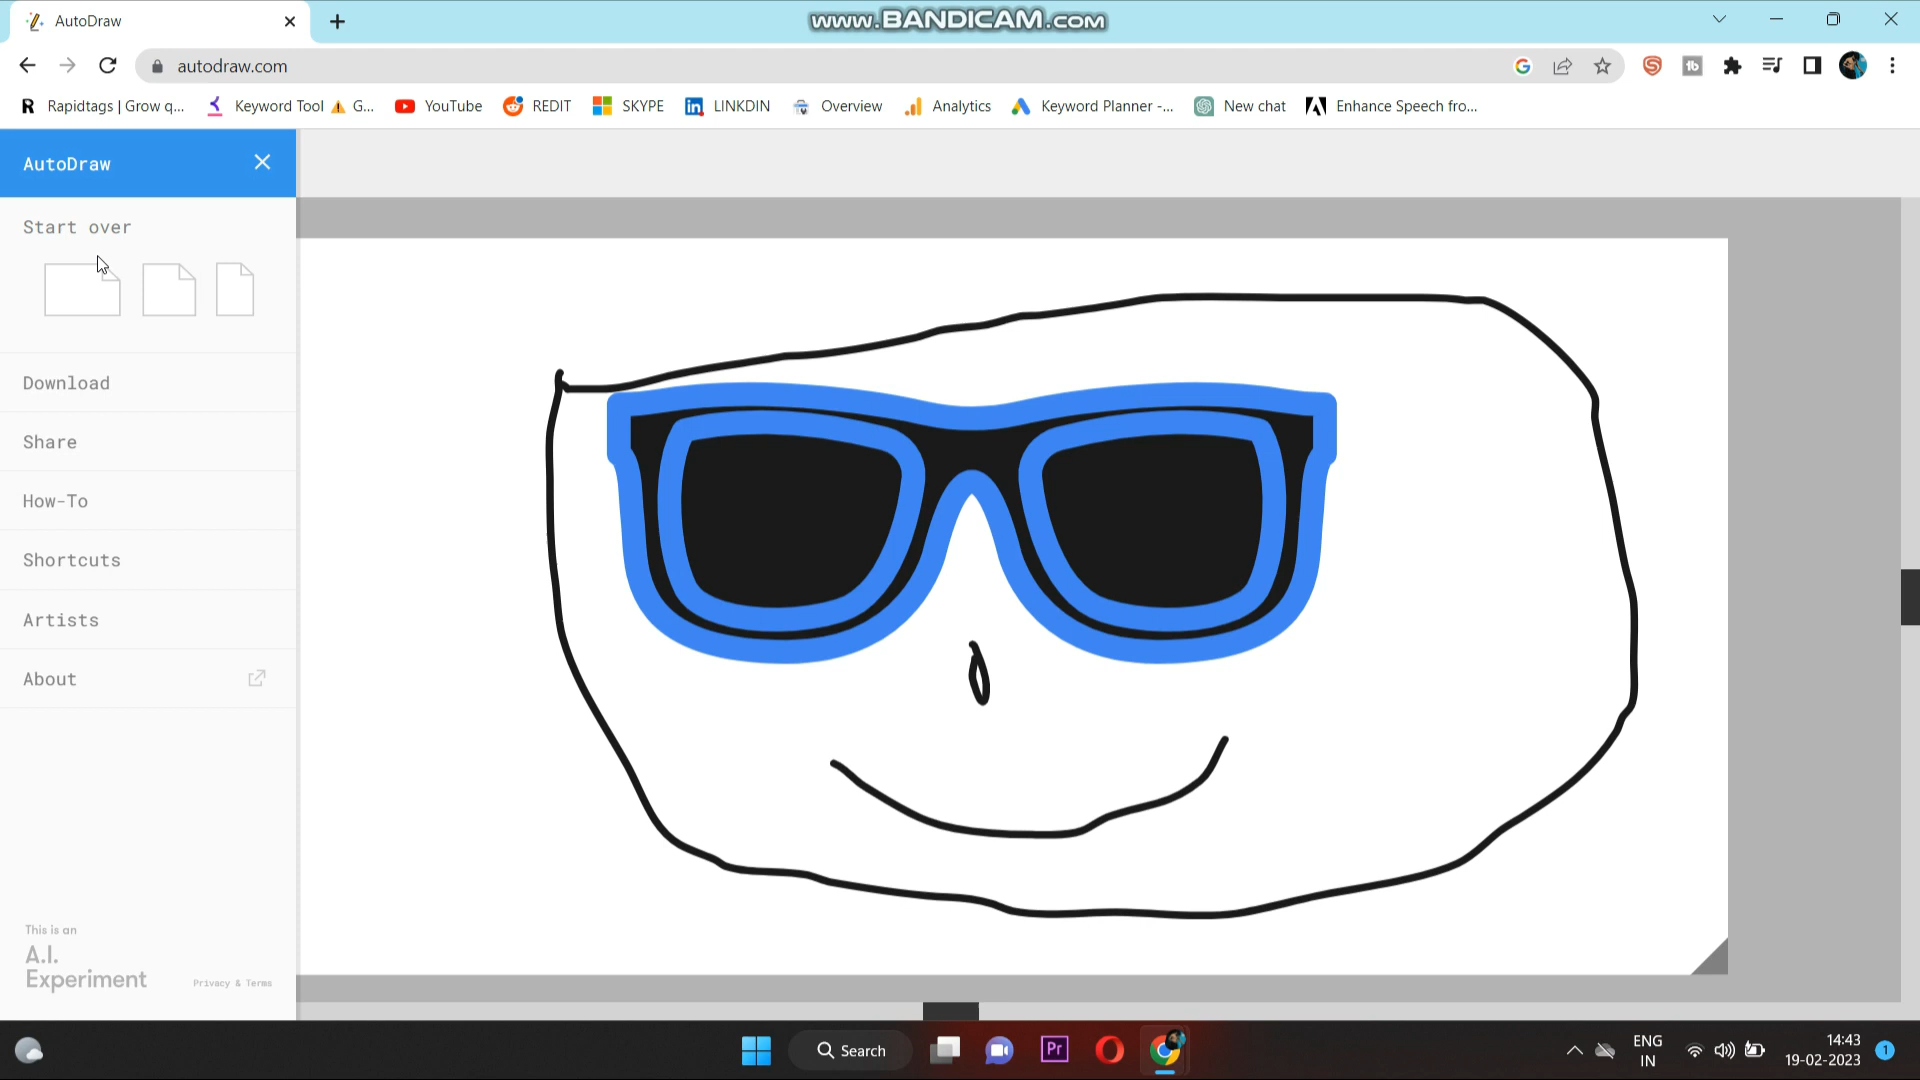 AutoDraw
www.BANDICAM.com
autodraw.com
Rapidtags | Grow q...
Keyword Tool ⚠ G...
YouTube
REDIT
SKYPE
LINKDIN
Overview
Analytics
Keyword Planner -...
New chat
Enhance Speech fro...
AutoDraw
Start over
Download
Share
How-To
Shortcuts
Artists
About
This is an
A.I.
Experiment
Privacy & Terms
Search
Pr
ENG
IN
14:43
19-02-2023
1